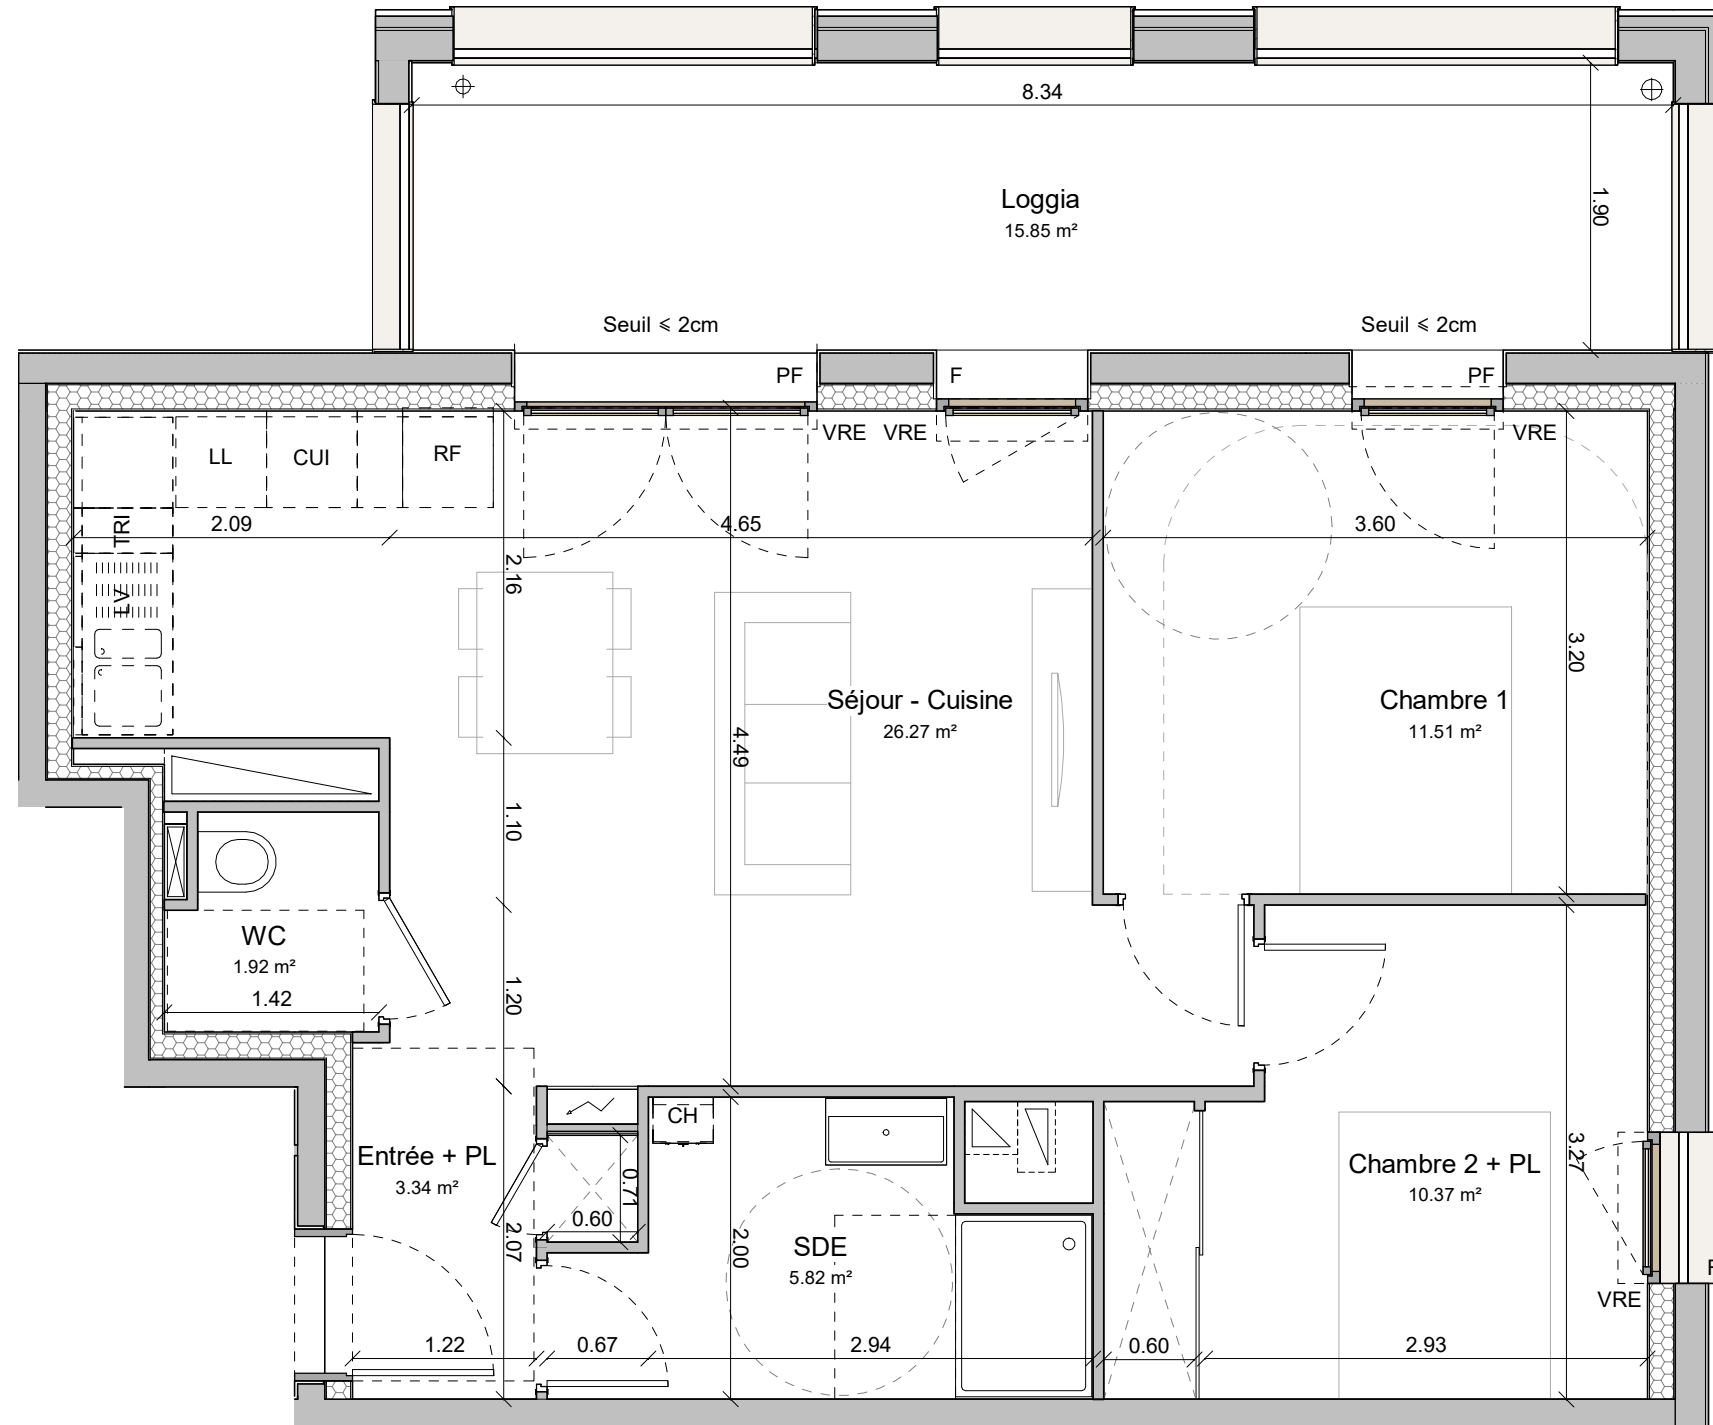 8.34
Loggia
15.85 m²
1.90
Seuil ⩽ 2cm
Seuil ⩽ 2cm
PF
F
PF
VRE
VRE
VRE
LL
CUI
RF
TRI
LV
2.09
4.65
3.60
2.16
3.20
Séjour - Cuisine
26.27 m²
Chambre 1
11.51 m²
4.49
1.10
WC
1.92 m²
1.42
1.20
CH
Entrée + PL
3.34 m²
0.71
0.60
2.07
2.00
SDE
5.82 m²
3.27
Chambre 2 + PL
10.37 m²
VRE
1.22
0.67
2.94
0.60
2.93